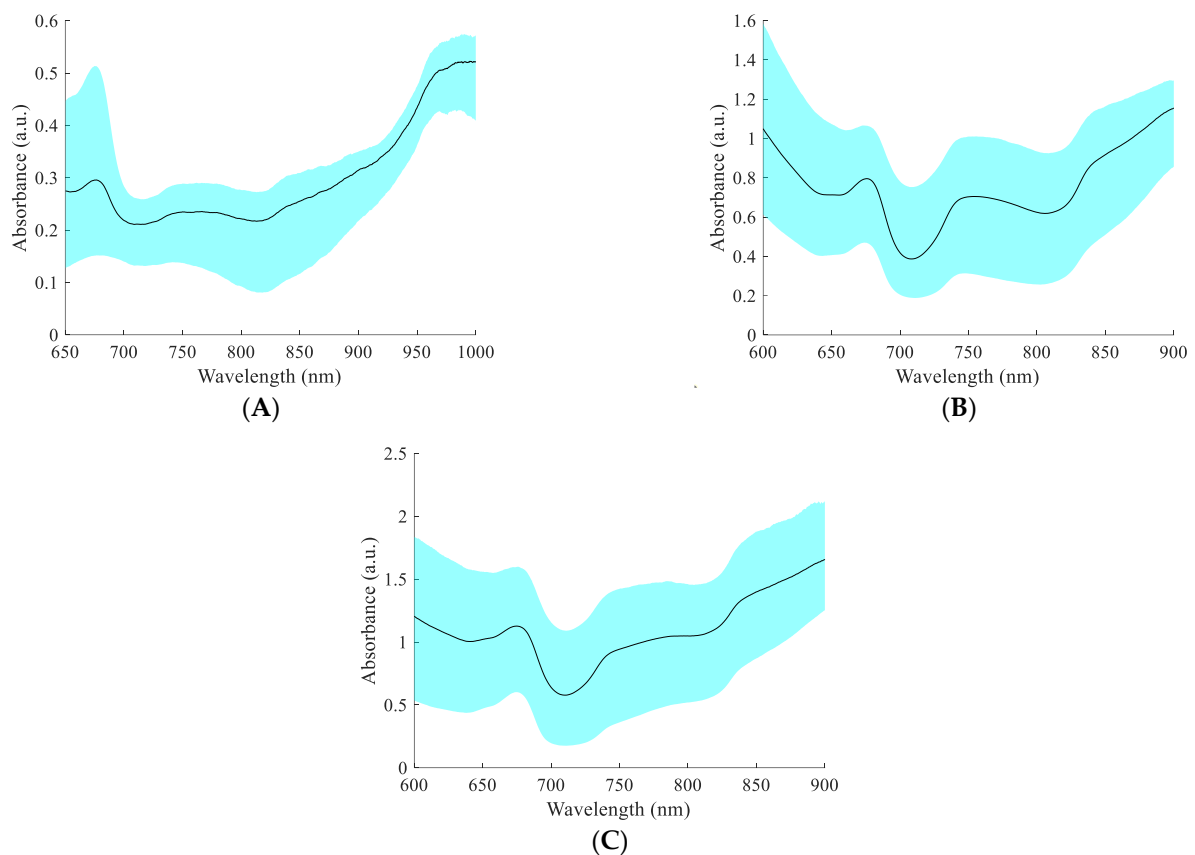 0.6
0.5
0.4
0.3
0.2
0.1
0
Absorbance (a.u.)
650 700 750 800 850 900 950 1000
Wavelength (nm)
(A)
1.6
1.4
1.2
1
0.8
0.6
0.4
0.2
0
Absorbance (a.u.)
600 650 700 750 800 850 900
Wavelength (nm)
(B)
2.5
2
1.5
1
0.5
0
Absorbance (a.u.)
600 650 700 750 800 850 900
Wavelength (nm)
(C)